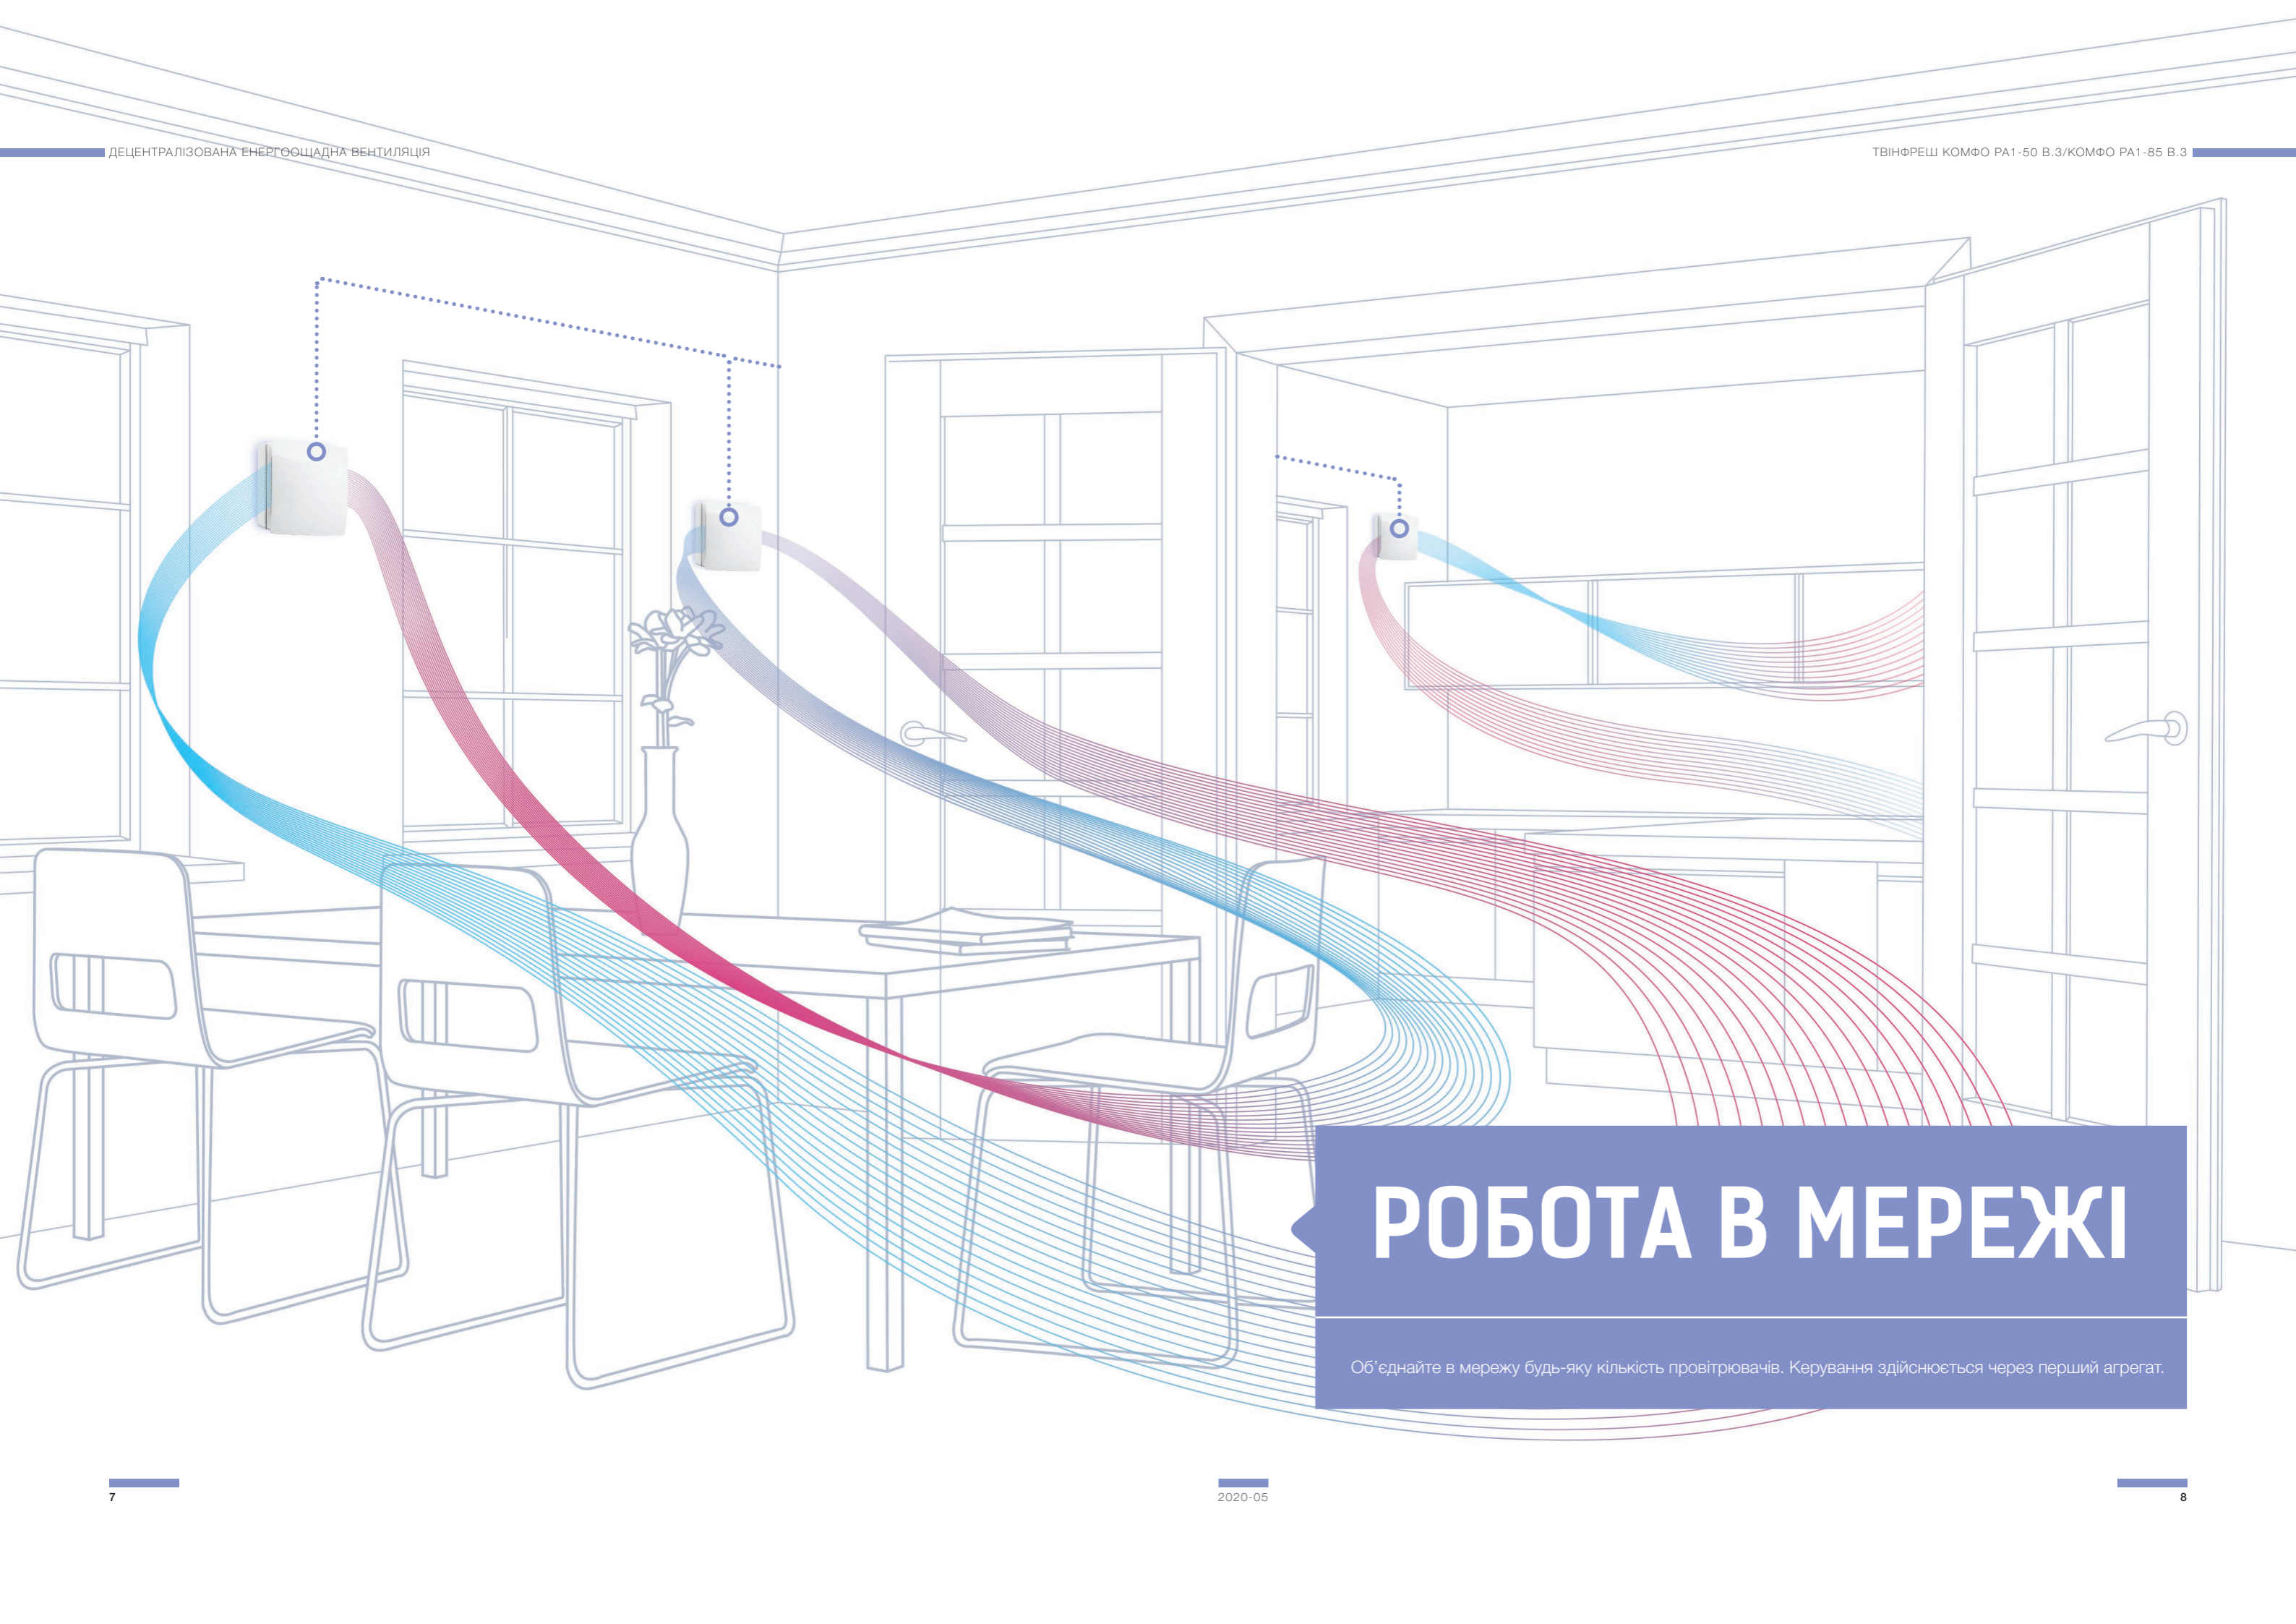 ДЕЦЕНТРАЛІЗОВАНА ЕНЕРГООЩАДНА ВЕНТИЛЯЦІЯ
ТВІНФРЕШ КОМФО РА1-50 В.3/КОМФО РА1-85 В.3
РОБОТА В МЕРЕЖІ
Об’єднайте в мережу будь-яку кількість провітрювачів. Керування здійснюється через перший агрегат.
7
2020-05
8